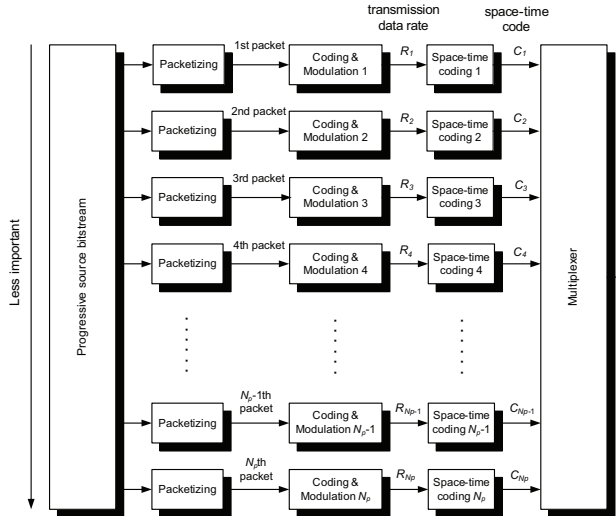 transmission
data rate
space-time
code
Less important
Progressive source bitstream
Packetizing
1st packet
Coding &
Modulation 1
R1
Space-time
coding 1
C1
Packetizing
2nd packet
Coding &
Modulation 2
R2
Space-time
coding 2
C2
Packetizing
3rd packet
Coding &
Modulation 3
R3
Space-time
coding 3
C3
Packetizing
4th packet
Coding &
Modulation 4
R4
Space-time
coding 4
C4
Packetizing
Np-1th
packet
Coding &
Modulation Np-1
RNp-1
Space-time
coding Np-1
CNp-1
Packetizing
Npth
packet
Coding &
Modulation Np
RNp
Space-time
coding Np
CNp
Multiplexer